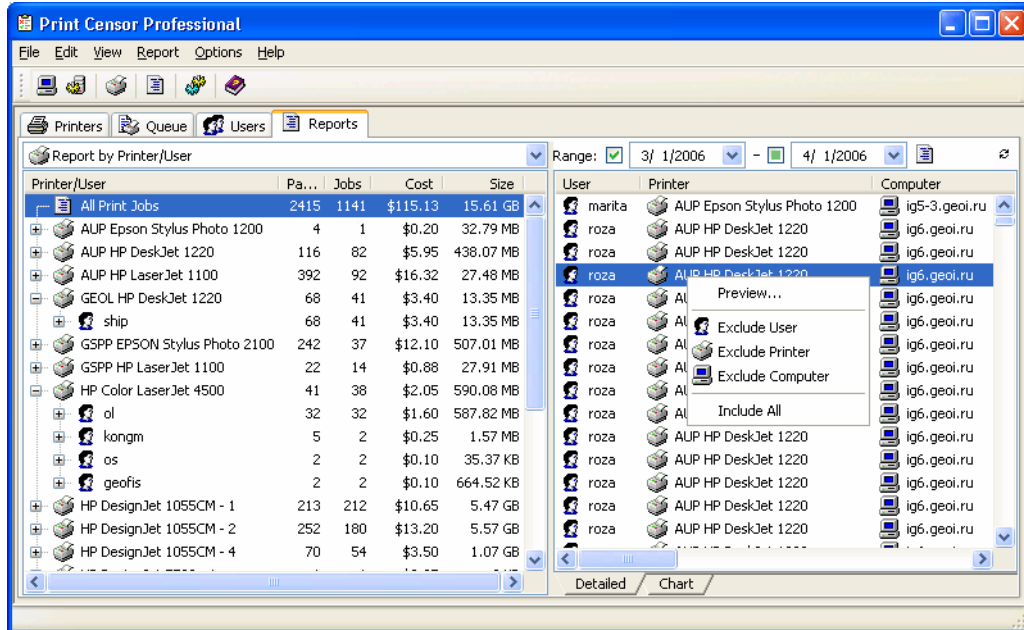 Print Censor Professional
File Edit View Report Options Help
Printers Queue Users Reports
Report by Printer/User
Printer/User Pa... Jobs Cost Size
All Print Jobs 2415 1141 $115.13 15.61 GB
AUP Epson Stylus Photo 1200 4 1 $0.20 32.79 MB
AUP HP DeskJet 1220 116 82 $5.95 438.07 MB
AUP HP LaserJet 1100 392 92 $16.32 27.48 MB
GEOL HP DeskJet 1220 68 41 $3.40 13.35 MB
ship 68 41 $3.40 13.35 MB
GSPP EPSON Stylus Photo 2100 242 37 $12.10 507.01 MB
GSPP HP LaserJet 1100 22 14 $0.88 27.91 MB
HP Color LaserJet 4500 41 38 $2.05 590.08 MB
ol 32 32 $1.60 587.82 MB
kongm 5 2 $0.25 1.57 MB
os 2 2 $0.10 35.37 KB
geofis 2 2 $0.10 664.52 KB
HP DesignJet 1055CM - 1 213 212 $10.65 5.47 GB
HP DesignJet 1055CM - 2 252 180 $13.20 5.57 GB
HP DesignJet 1055CM - 4 70 54 $3.50 1.07 GB
Range: 3/ 1/2006 - 4/ 1/2006
User Printer Computer
marita AUP Epson Stylus Photo 1200 ig5-3.geoi.ru
roza AUP HP DeskJet 1220 ig6.geoi.ru
roza AUP HP DeskJet 1220 ig6.geoi.ru
roza AUP HP DeskJet 1220 ig6.geoi.ru
roza AU ig6.geoi.ru
roza AU ig6.geoi.ru
roza AU ig6.geoi.ru
roza AU ig6.geoi.ru
roza AU ig6.geoi.ru
roza AU ig6.geoi.ru
roza AUP HP DeskJet 1220 ig6.geoi.ru
roza AUP HP DeskJet 1220 ig6.geoi.ru
roza AUP HP DeskJet 1220 ig6.geoi.ru
roza AUP HP DeskJet 1220 ig6.geoi.ru
roza AUP HP DeskJet 1220 ig6.geoi.ru
Preview...
Exclude User
Exclude Printer
Exclude Computer
Include All
Detailed Chart